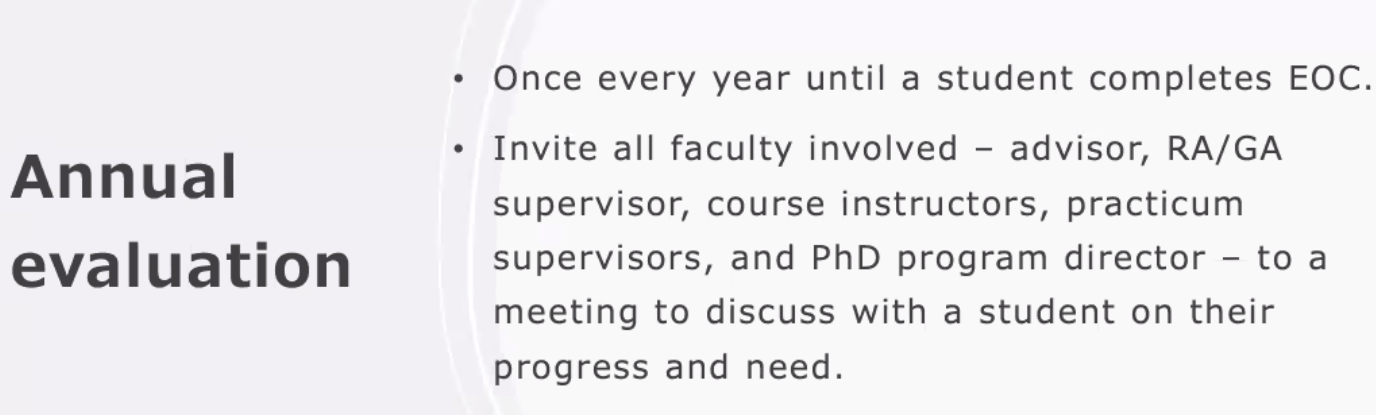 Annual
evaluation
• Once every year until a student completes EOC.
• Invite all faculty involved – advisor, RA/GA
supervisor, course instructors, practicum
supervisors, and PhD program director – to a
meeting to discuss with a student on their
progress and need.